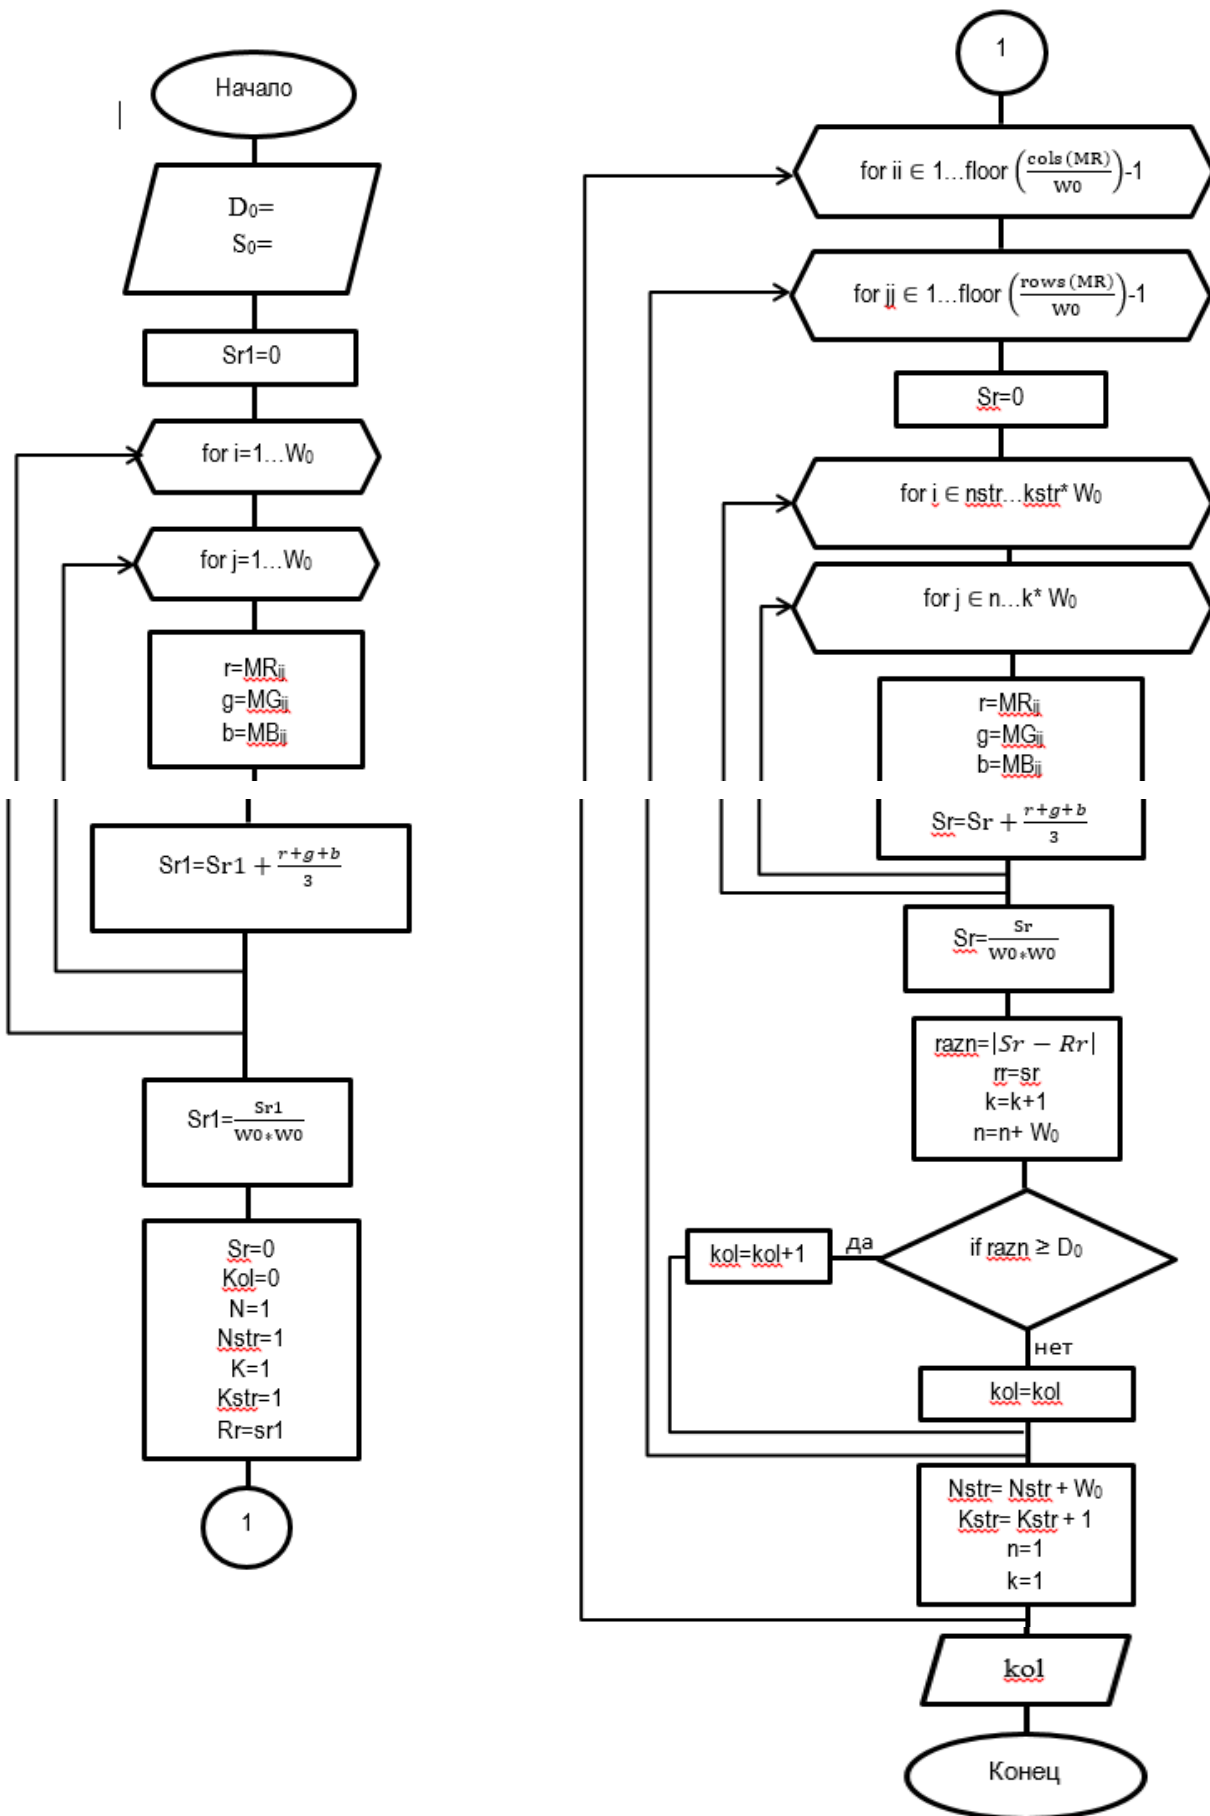 Начало
D₀=
S₀=
Sr1=0
for i=1...W₀
for j=1...W₀
r=MRᵢⱼ
g=MGᵢⱼ
b=MBᵢⱼ
Sr1=Sr1 + (r+g+b)/3
Sr1=Sr1/(W0*W0)
Sr=0
Kol=0
N=1
Nstr=1
K=1
Kstr=1
Rr=sr1
1
1
for ii ∈ 1...floor (cols(MR)/W0)-1
for jj ∈ 1...floor (rows(MR)/W0)-1
Sr=0
for i ∈ nstr...kstr* W₀
for j ∈ n...k* W₀
r=MRᵢⱼ
g=MGᵢⱼ
b=MBᵢⱼ
Sr=Sr + (r+g+b)/3
Sr=Sr/(W0*W0)
razn=|Sr − Rr|
rr=sr
k=k+1
n=n+ W₀
if razn ≥ D₀
да
kol=kol+1
нет
kol=kol
Nstr= Nstr + W₀
Kstr= Kstr + 1
n=1
k=1
kol
Конец